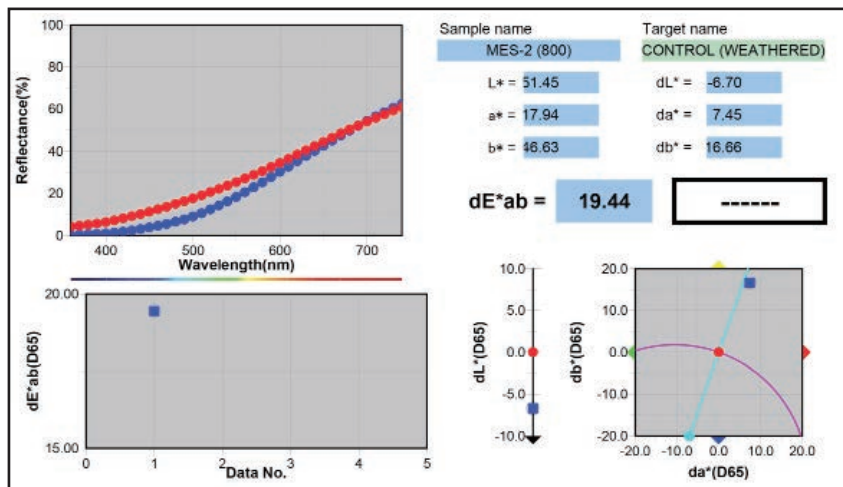 100
80
60
40
20
0
Reflectance(%)
400 500 600 700
Wavelength(nm)
Sample name Target name
MES-2 (800) CONTROL (WEATHERED)
L* = 51.45 dL* = -6.70
a* = 17.94 da* = 7.45
b* = 46.63 db* = 16.66
dE*ab = 19.44 ------
20.00
15.00
dE*ab(D65)
0 1 2 3 4 5
Data No.
10.0
5.0
0.0
-5.0
-10.0
dL*(D65)
20.0
10.0
0.0
-10.0
-20.0
db*(D65)
-20.0 -10.0 0.0 10.0 20.0
da*(D65)